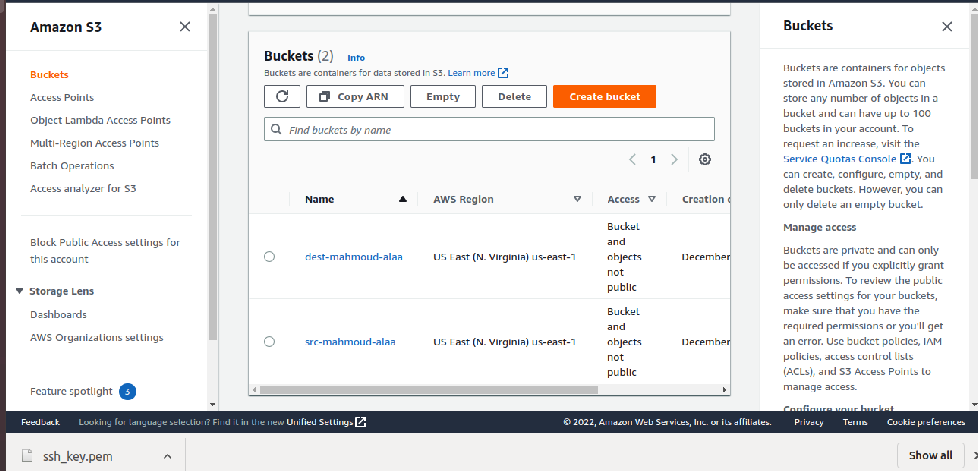 Amazon S3
Buckets
Access Points
Object Lambda Access Points
Multi-Region Access Points
Batch Operations
Access analyzer for S3
Block Public Access settings for
this account
Storage Lens
Dashboards
AWS Organizations settings
Feature spotlight 3
Buckets (2) Info
Buckets are containers for data stored in S3. Learn more
Copy ARN Empty Delete Create bucket
Find buckets by name
1
Name AWS Region Access Creation
dest-mahmoud-alaa US East (N. Virginia) us-east-1 Bucket
and
objects
not
public December
src-mahmoud-alaa US East (N. Virginia) us-east-1 Bucket
and
objects
not
public December
Buckets
Buckets are containers for objects
stored in Amazon S3. You can
store any number of objects in a
bucket and can have up to 100
buckets in your account. To
request an increase, visit the
Service Quotas Console. You
can create, configure, empty, and
delete buckets. However, you can
only delete an empty bucket.
Manage access
Buckets are private and can only
be accessed if you explicitly grant
permissions. To review the public
access settings for your buckets,
make sure that you have the
required permissions or you'll get
an error. Use bucket policies, IAM
policies, access control lists
(ACLs), and S3 Access Points to
manage access.
Configure your bucket
Feedback Looking for language selection? Find it in the new Unified Settings © 2022, Amazon Web Services, Inc. or its affiliates. Privacy Terms Cookie preferences
ssh_key.pem Show all